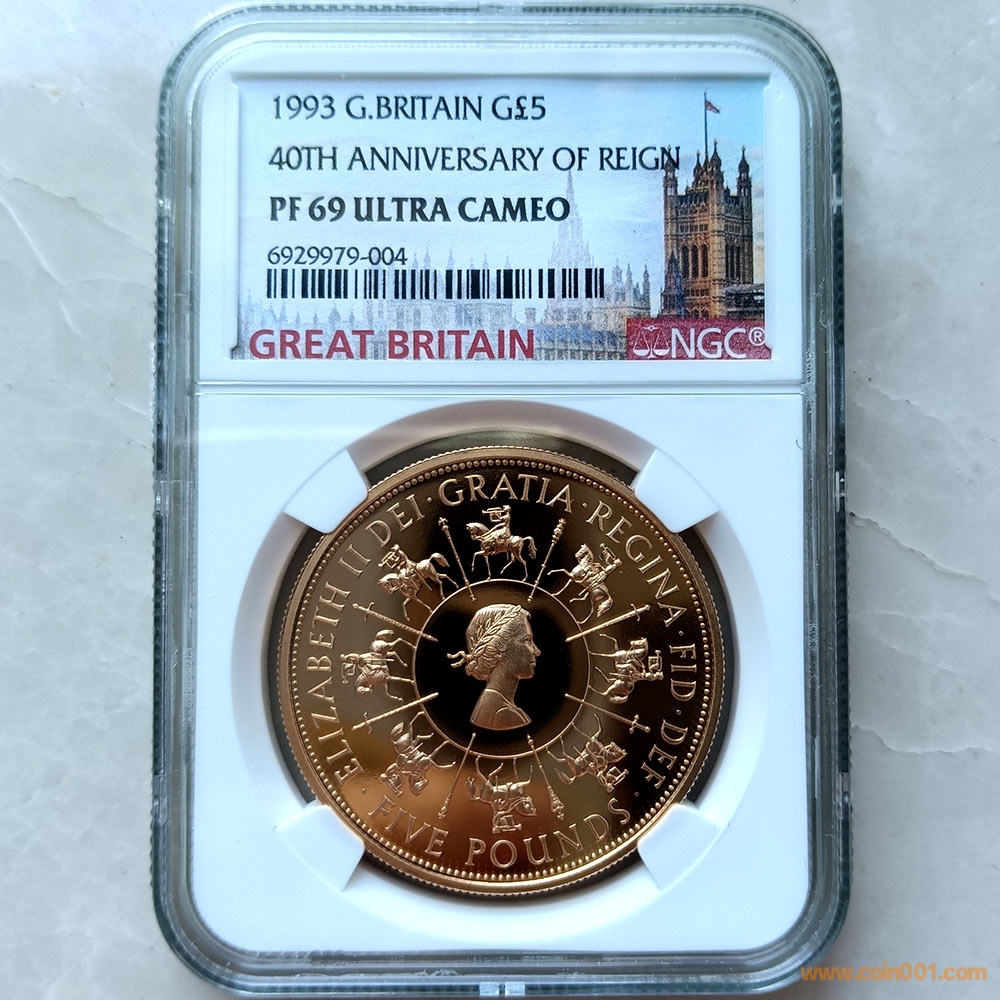 1993 G.BRITAIN G£5
40TH ANNIVERSARY OF REIGN
PF 69 ULTRA CAMEO
6929979-004
GREAT BRITAIN
NGC®
ELIZABETH II DEI · GRATIA · REGINA · FID · DEF ·
· FIVE POUNDS ·
www.coin001.com